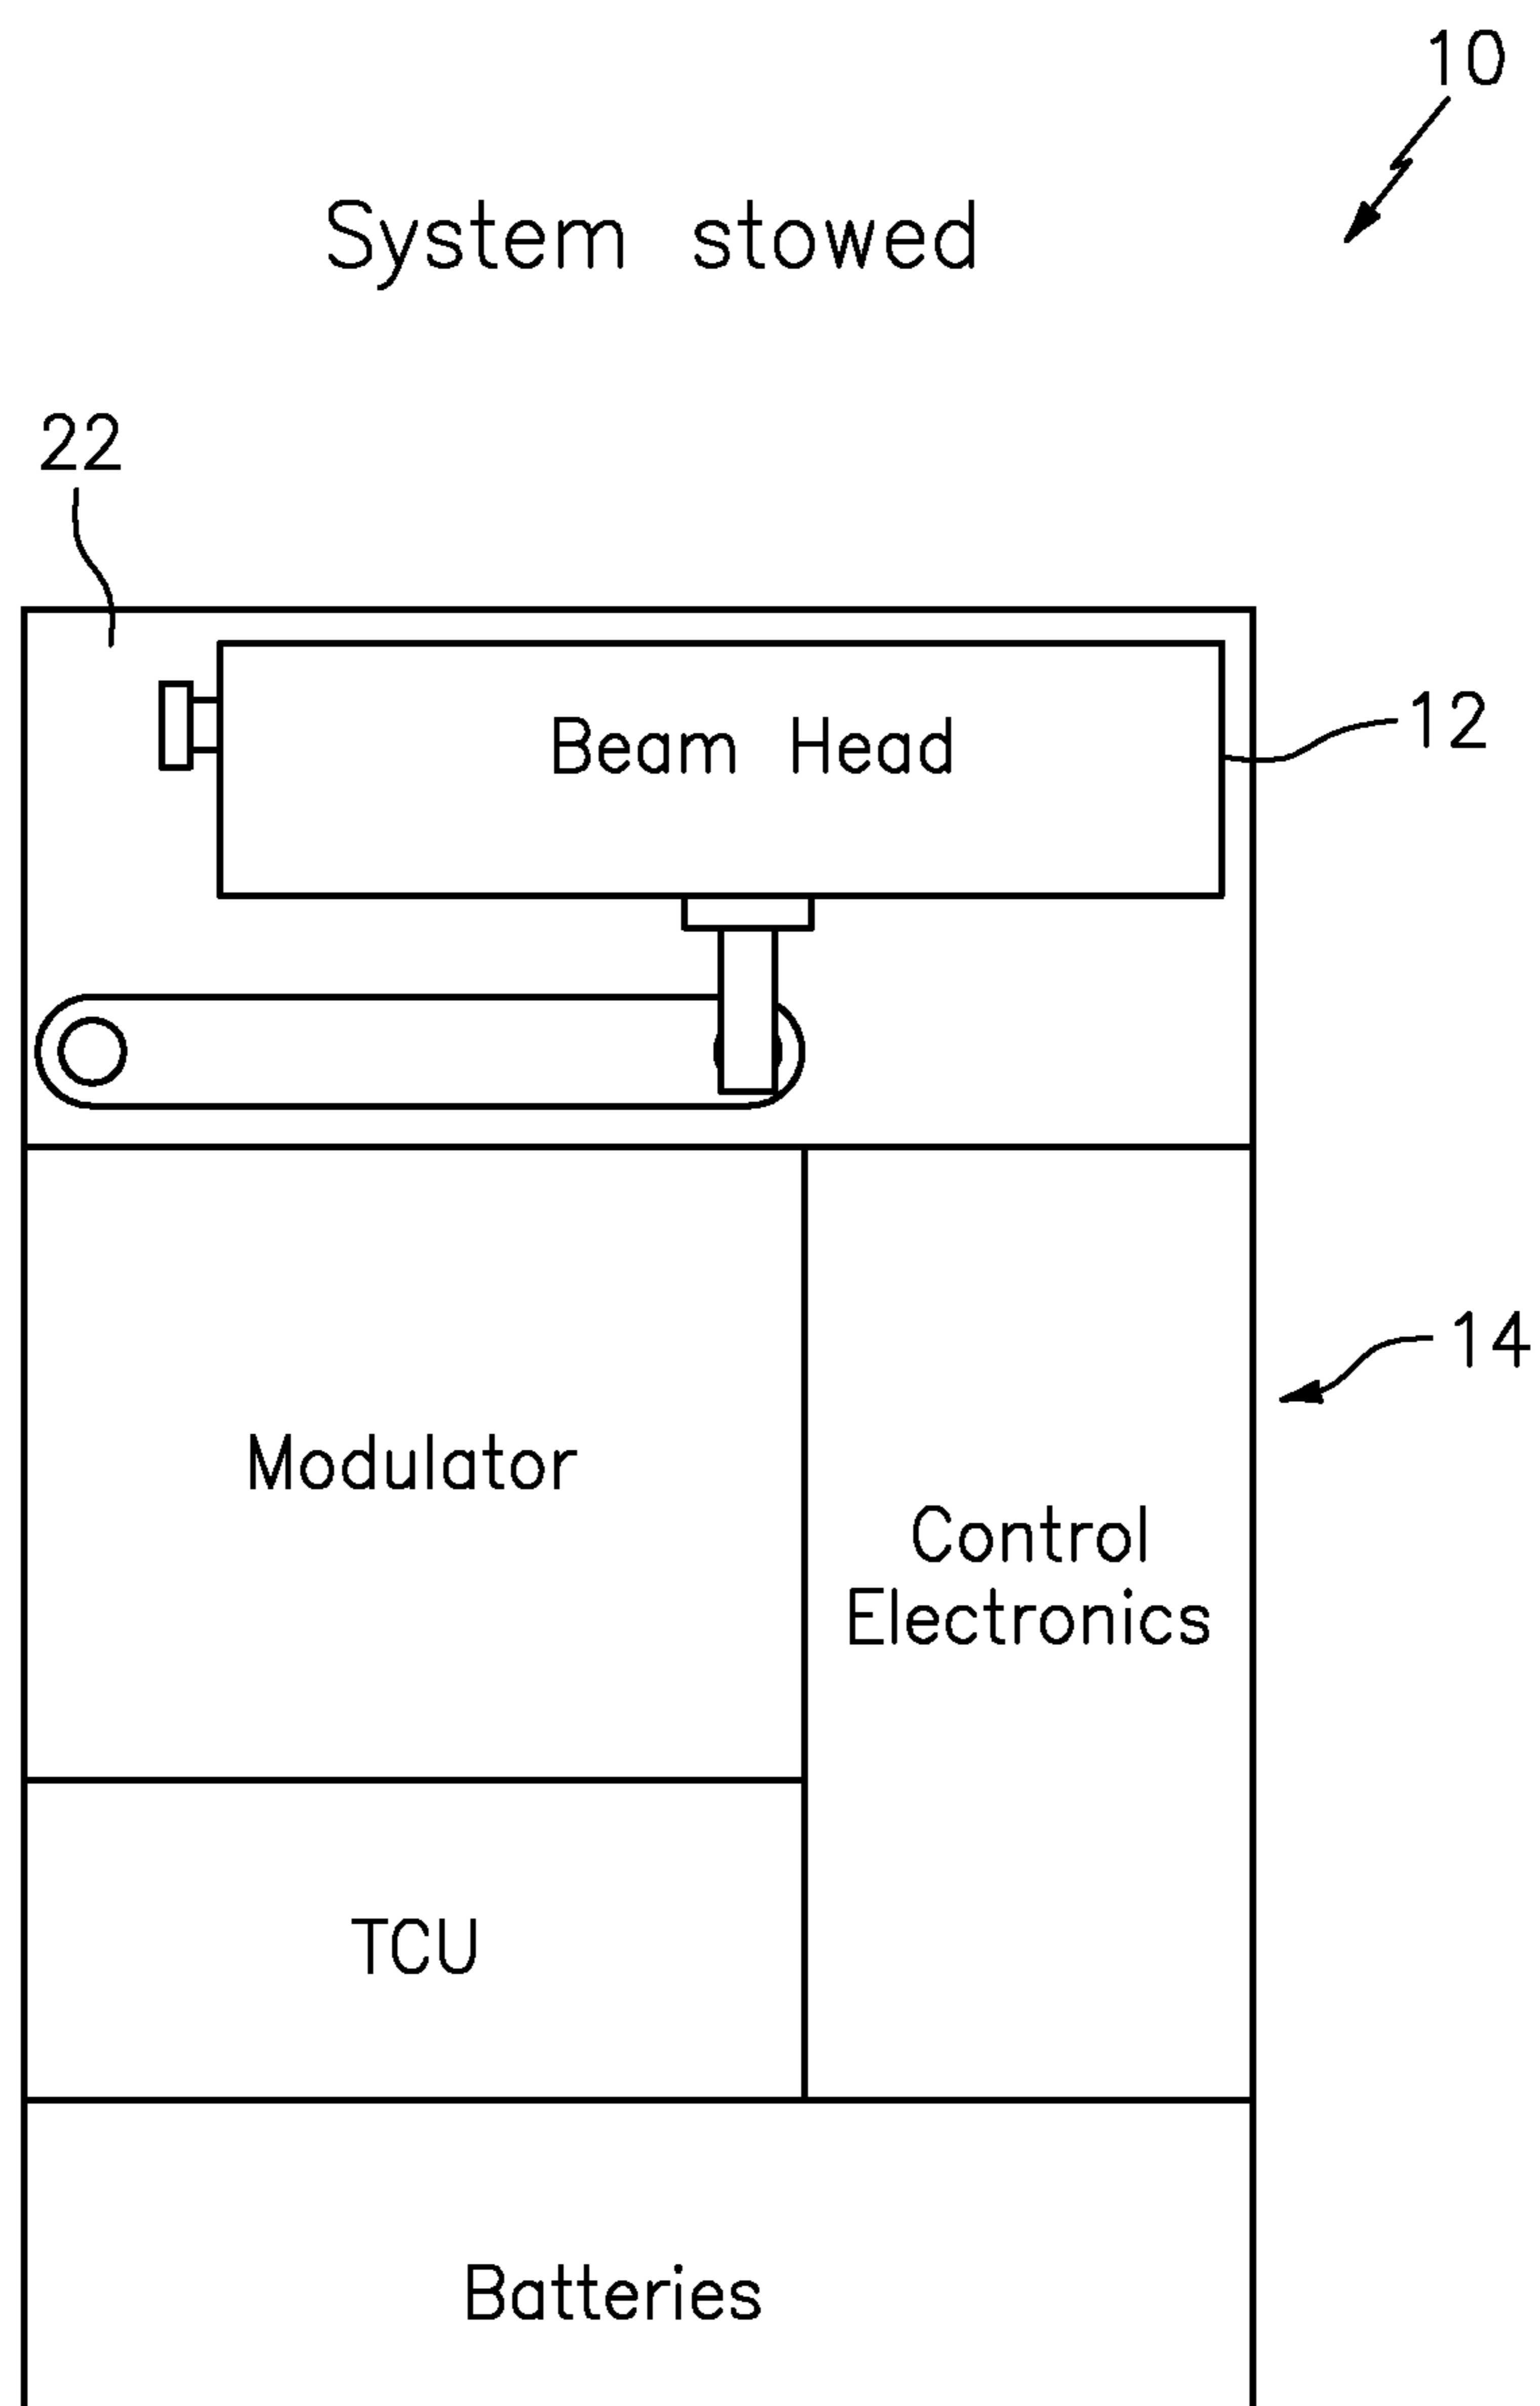 10
System stowed
22
Beam Head
12
14
Modulator
Control
Electronics
TCU
Batteries